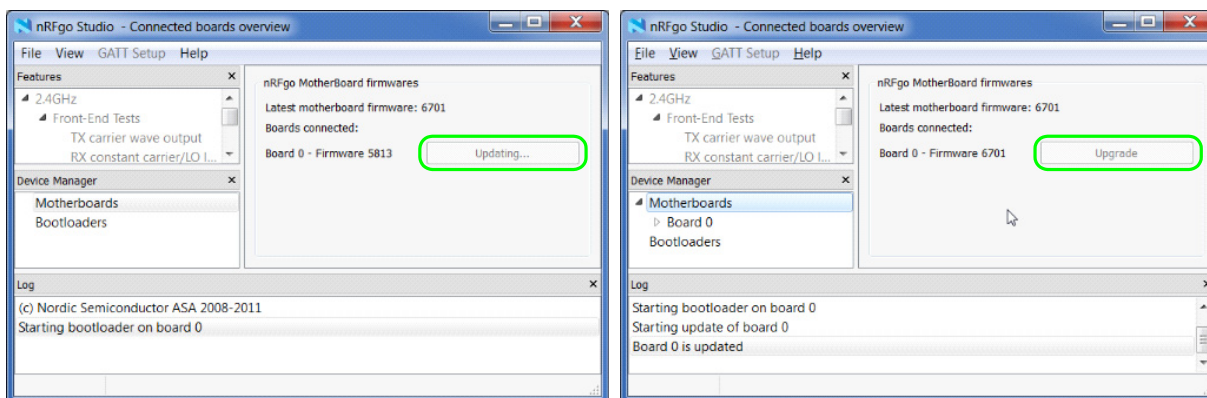 nRFgo Studio - Connected boards overview
File View GATT Setup Help
Features
2.4GHz
Front-End Tests
TX carrier wave output
RX constant carrier/LO l...
nRFgo MotherBoard firmwares
Latest motherboard firmware: 6701
Boards connected:
Board 0 - Firmware 5813
Updating...
Device Manager
Motherboards
Bootloaders
Log
(c) Nordic Semiconductor ASA 2008-2011
Starting bootloader on board 0
nRFgo Studio - Connected boards overview
File View GATT Setup Help
Features
2.4GHz
Front-End Tests
TX carrier wave output
RX constant carrier/LO l...
nRFgo MotherBoard firmwares
Latest motherboard firmware: 6701
Boards connected:
Board 0 - Firmware 6701
Upgrade
Device Manager
Motherboards
Board 0
Bootloaders
Log
Starting bootloader on board 0
Starting update of board 0
Board 0 is updated